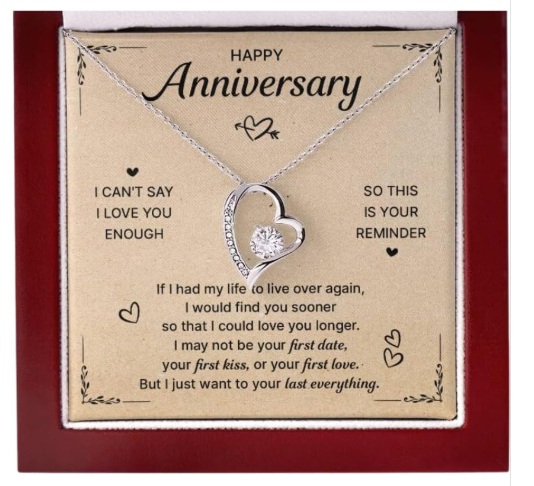 HAPPY
Anniversary
I CAN'T SAY
I LOVE YOU
ENOUGH
SO THIS
IS YOUR
REMINDER
If I had my life to live over again,
I would find you sooner
so that I could love you longer.
I may not be your first date,
your first kiss, or your first love.
But I just want to your last everything.